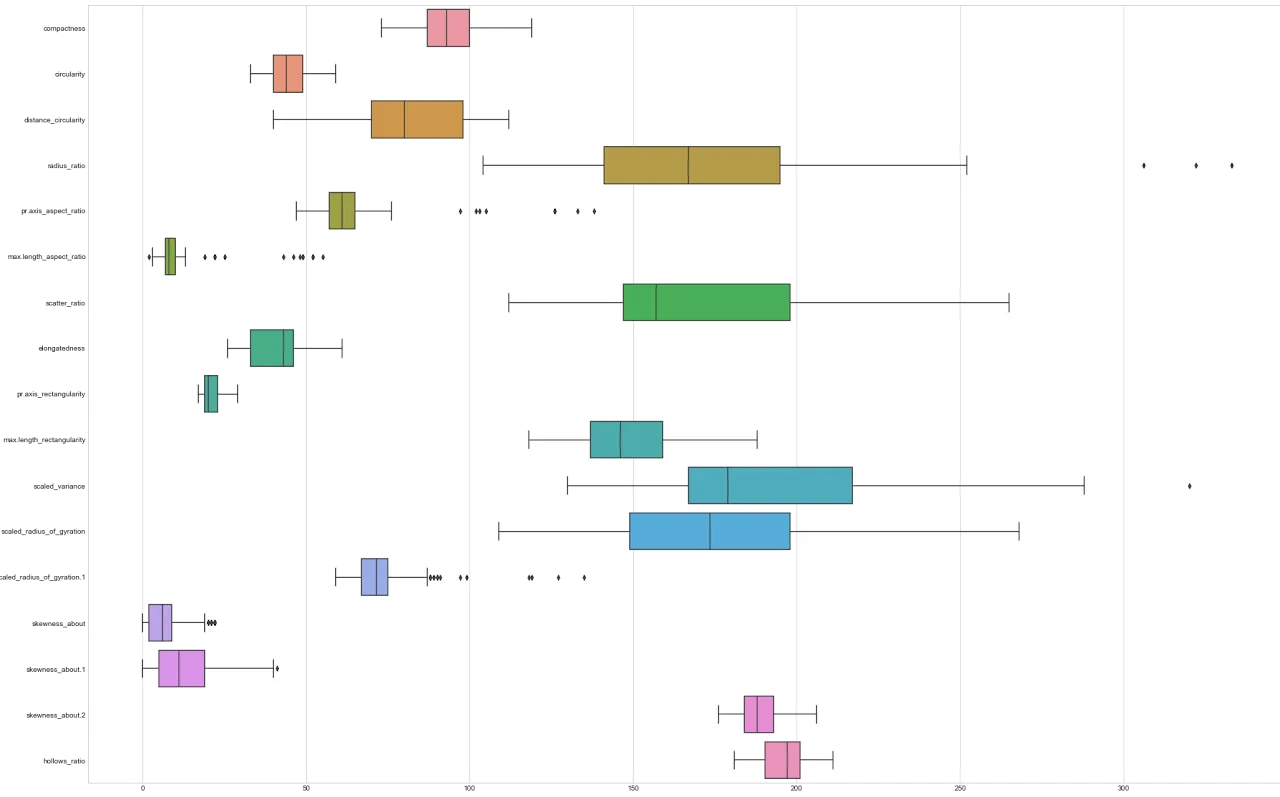 compactness
circularity
distance_circularity
radius_ratio
pr.axis_aspect_ratio
max.length_aspect_ratio
scatter_ratio
elongatedness
pr.axis_rectangularity
max.length_rectangularity
scaled_variance
scaled_radius_of_gyration
caled_radius_of_gyration.1
skewness_about
skewness_about.1
skewness_about.2
hollows_ratio
0 50 100 150 200 250 300